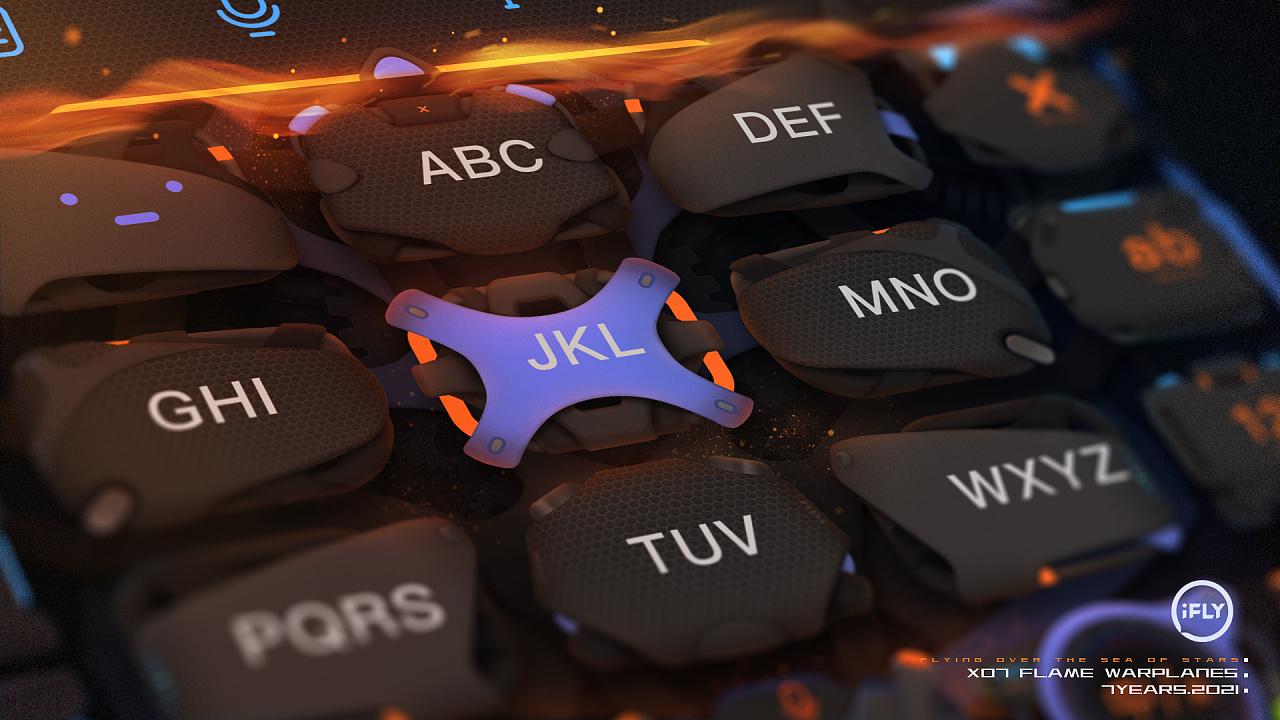 ABC
DEF
GHI
JKL
MNO
PQRS
TUV
WXYZ
ab
iFLY
FLYING OVER THE SEA OF STARS
X07 FLAME WARPLANES
7YEARS.2021